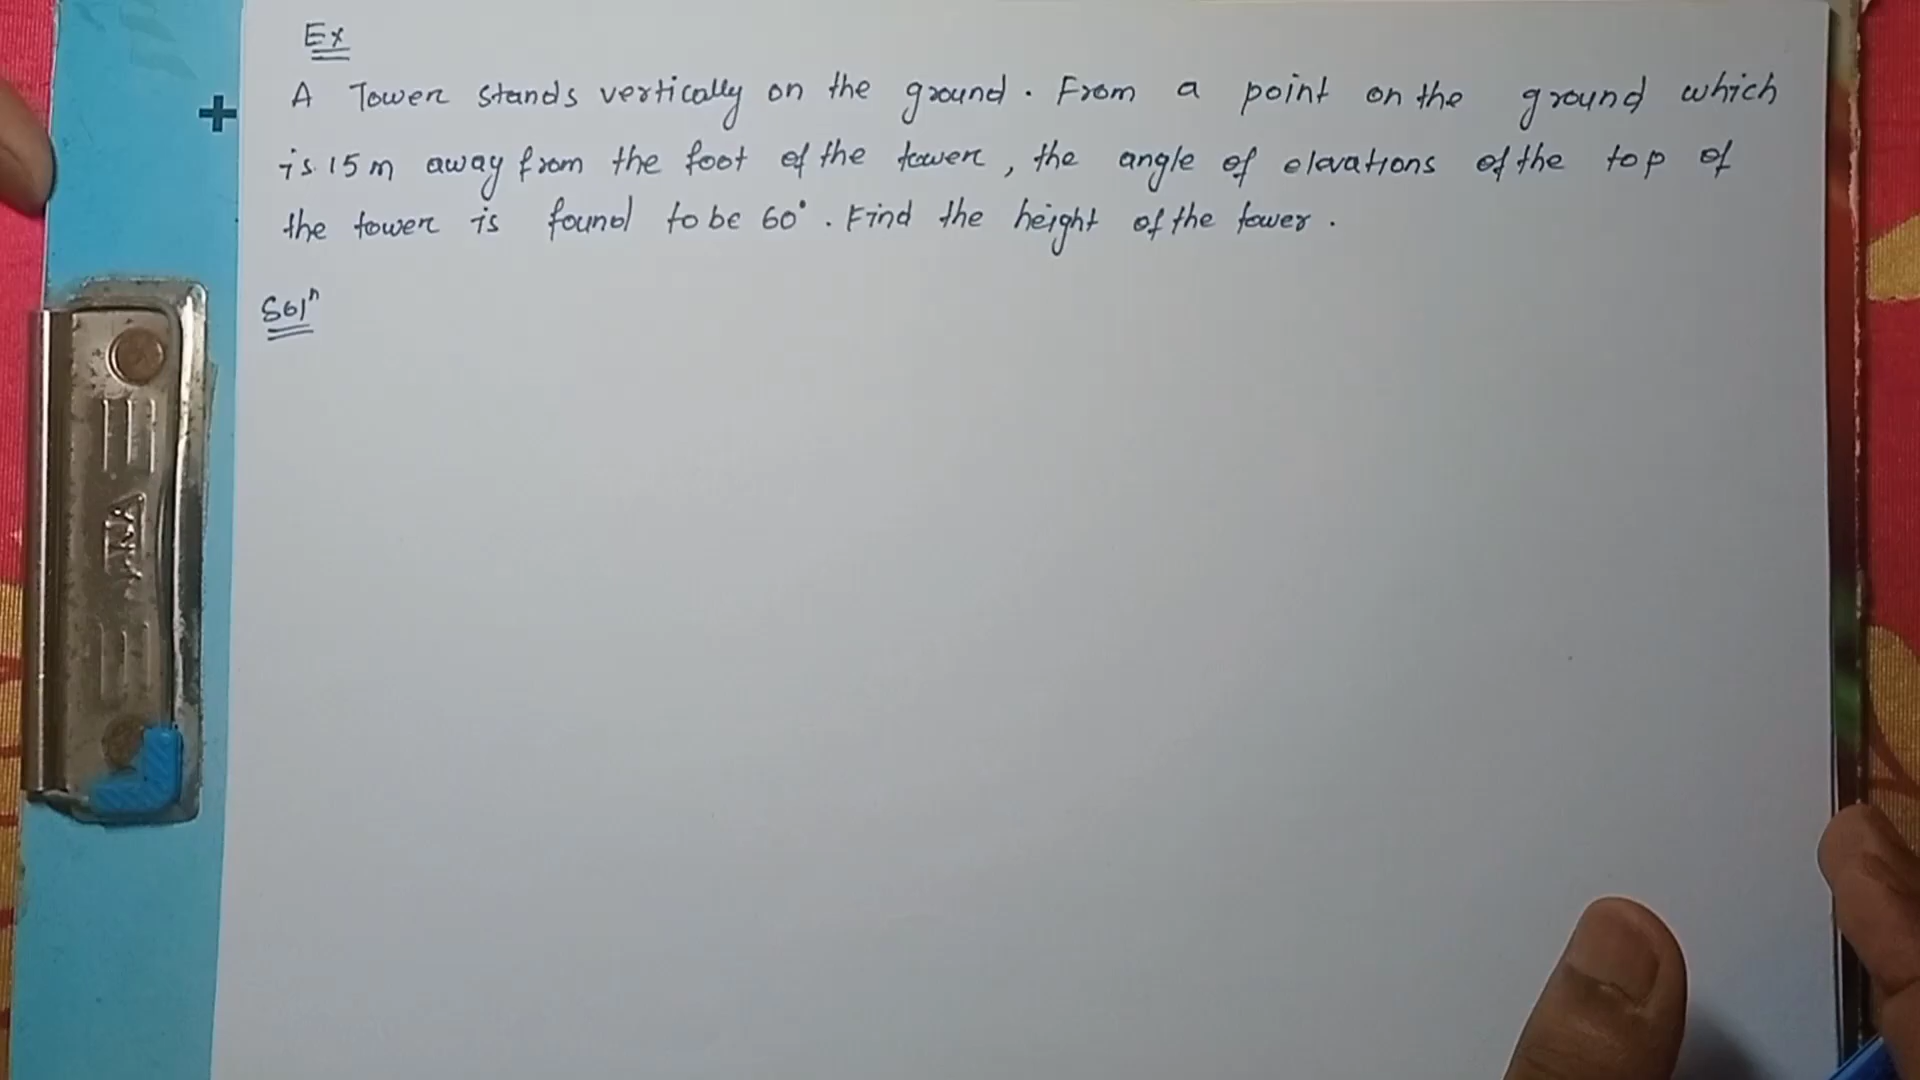 Ex
A Tower stands vertically on the ground. From a point on the ground which
is 15 m away from the foot of the tower, the angle of elevations of the top of
the tower is found to be 60°. Find the height of the tower.
Solⁿ